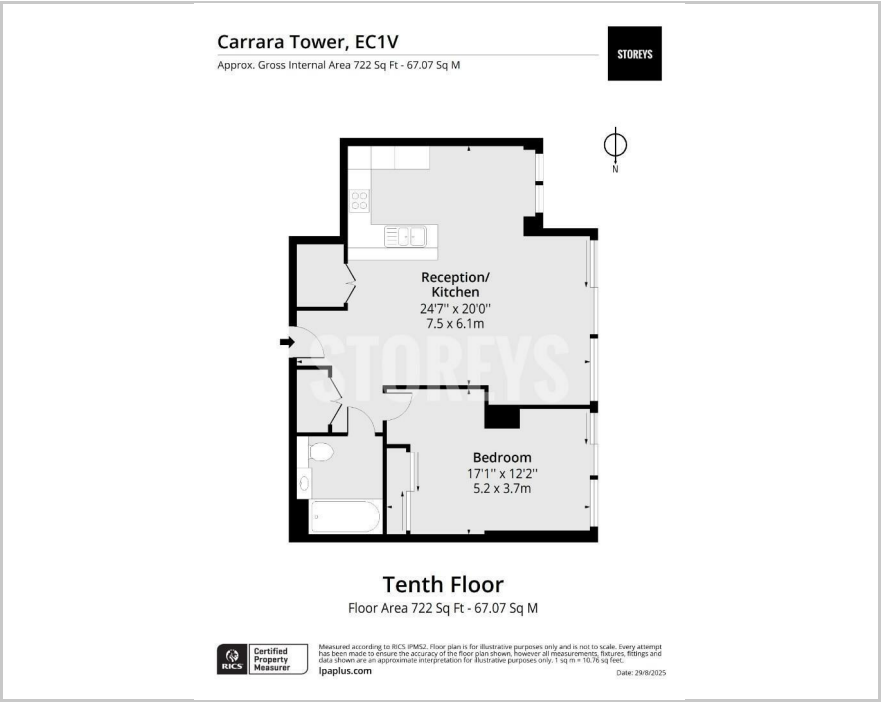 Carrara Tower, EC1V
Approx. Gross Internal Area 722 Sq Ft - 67.07 Sq M
STOREYS
N
Reception/
Kitchen
24'7'' x 20'0''
7.5 x 6.1m
STOREYS
Bedroom
17'1'' x 12'2''
5.2 x 3.7m
Tenth Floor
Floor Area 722 Sq Ft - 67.07 Sq M
RICS
Certified
Property
Measurer
Measured according to RICS IPMS2. Floor plan is for illustrative purposes only and is not to scale. Every attempt
has been made to ensure the accuracy of the floor plan shown, however all measurements, fixtures, fittings and
data shown are an approximate interpretation for illustrative purposes only. 1 sq m = 10.76 sq feet.
lpaplus.com
Date: 29/8/2025